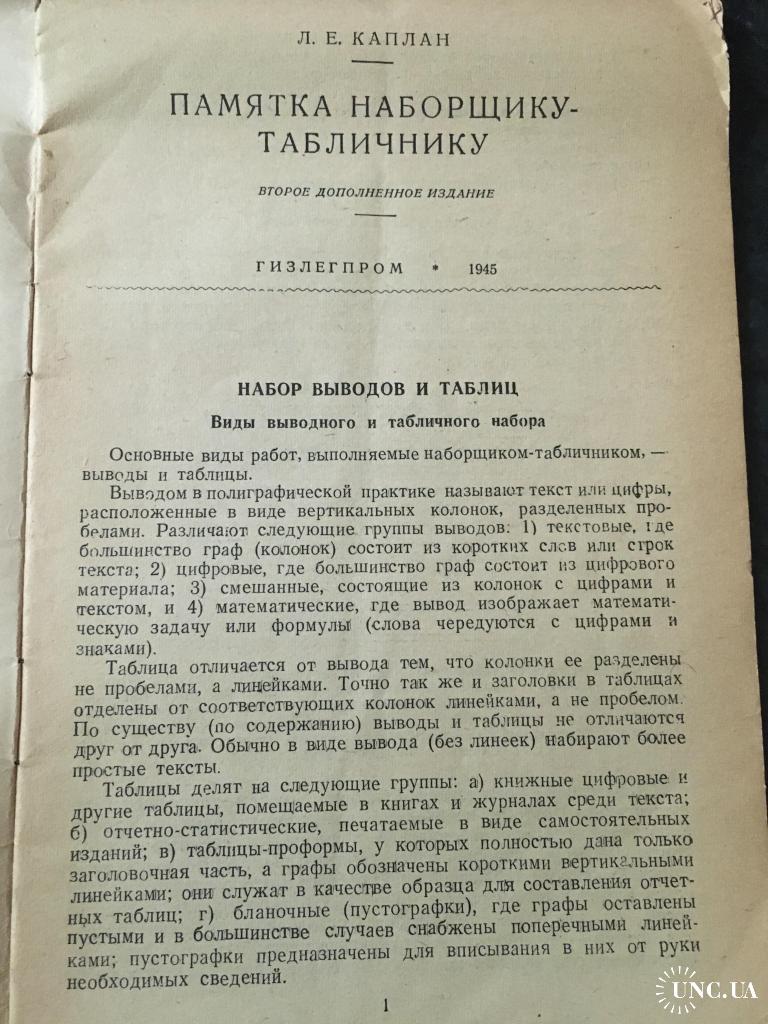 Л. Е. КАПЛАН
ПАМЯТКА НАБОРЩИКУ-
ТАБЛИЧНИКУ
ВТОРОЕ ДОПОЛНЕННОЕ ИЗДАНИЕ
ГИЗЛЕГПРОМ * 1945
НАБОР ВЫВОДОВ И ТАБЛИЦ
Виды выводного и табличного набора
Основные виды работ, выполняемые наборщиком-табличником, —
выводы и таблицы.
Выводом в полиграфической практике называют текст или цифры,
расположенные в виде вертикальных колонок, разделенных про-
белами. Различают следующие группы выводов: 1) текстовые, где
большинство граф (колонок) состоит из коротких слов или строк
текста; 2) цифровые, где большинство граф состоит из цифрового
материала; 3) смешанные, состоящие из колонок с цифрами и
текстом, и 4) математические, где вывод изображает математи-
ческую задачу или формулы (слова чередуются с цифрами и
знаками).
Таблица отличается от вывода тем, что колонки ее разделены
не пробелами, а линейками. Точно так же и заголовки в таблицах
отделены от соответствующих колонок линейками, а не пробелом.
По существу (по содержанию) выводы и таблицы не отличаются
друг от друга. Обычно в виде вывода (без линеек) набирают более
простые тексты.
Таблицы делят на следующие группы: а) книжные цифровые и
другие таблицы, помещаемые в книгах и журналах среди текста;
б) отчетно-статистические, печатаемые в виде самостоятельных
изданий; в) таблицы-проформы, у которых полностью дана только
заголовочная часть, а графы обозначены короткими вертикальными
линейками; они служат в качестве образца для составления отчет-
ных таблиц; г) бланочные (пустографки), где графы оставлены
пустыми и в большинстве случаев снабжены поперечными линей-
ками; пустографки предназначены для вписывания в них от руки
необходимых сведений.
1
UNC.UA